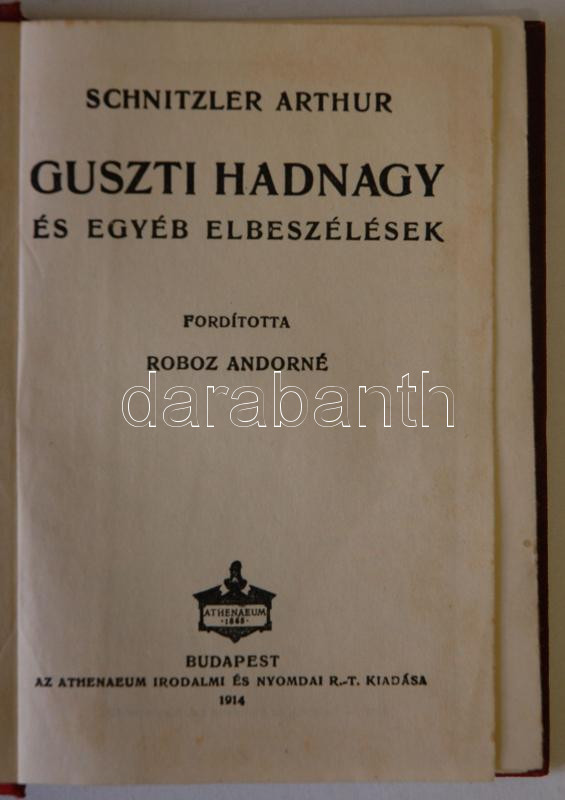 SCHNITZLER ARTHUR
GUSZTI HADNAGY
ÉS EGYÉB ELBESZÉLÉSEK
FORDÍTOTTA
ROBOZ ANDORNÉ
darabanth
ATHENAEUM
·1868·
BUDAPEST
AZ ATHENAEUM IRODALMI ÉS NYOMDAI R.-T. KIADÁSA
1914